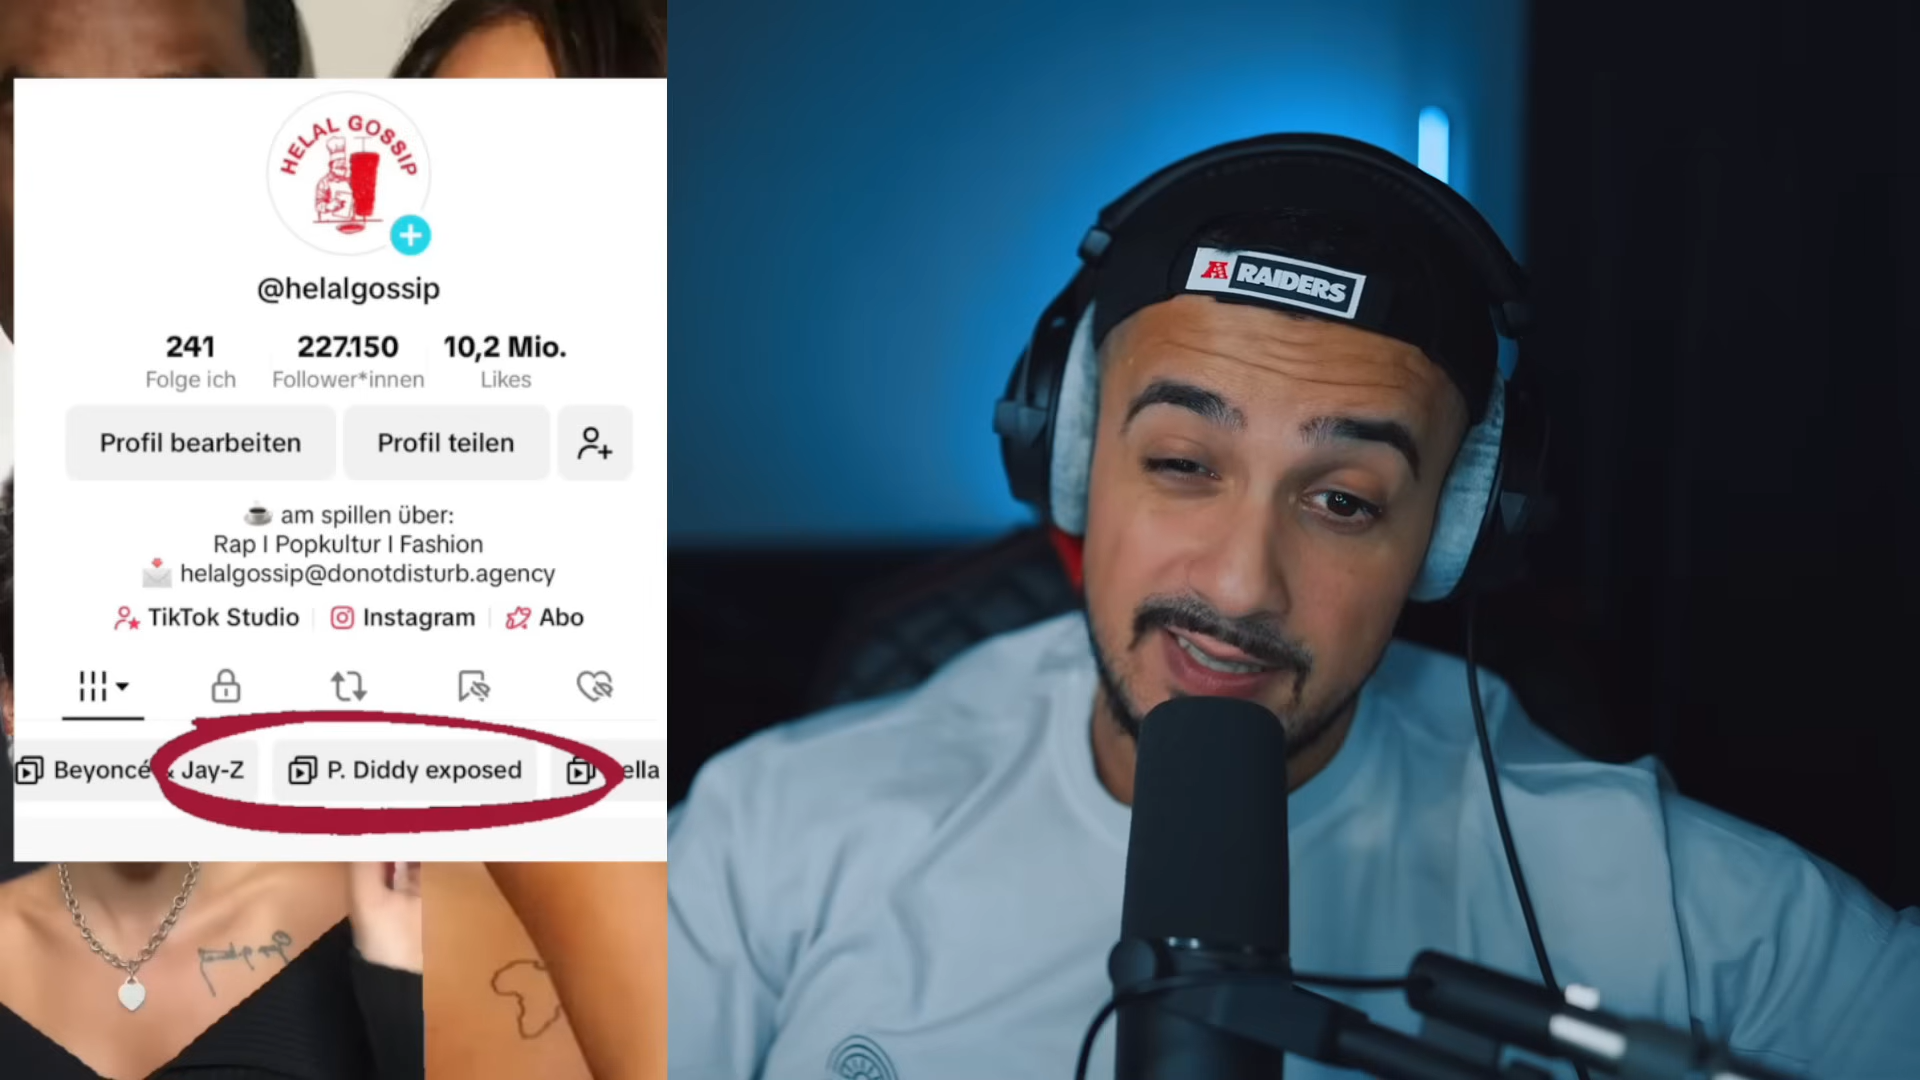 HELAL GOSSIP
@helalgossip
241 227.150 10,2 Mio.
Folge ich Follower*innen Likes
Profil bearbeiten Profil teilen
am spillen über:
Rap | Popkultur | Fashion
helalgossip@donotdisturb.agency
TikTok Studio Instagram Abo
Beyoncé & Jay-Z P. Diddy exposed ella
RAIDERS